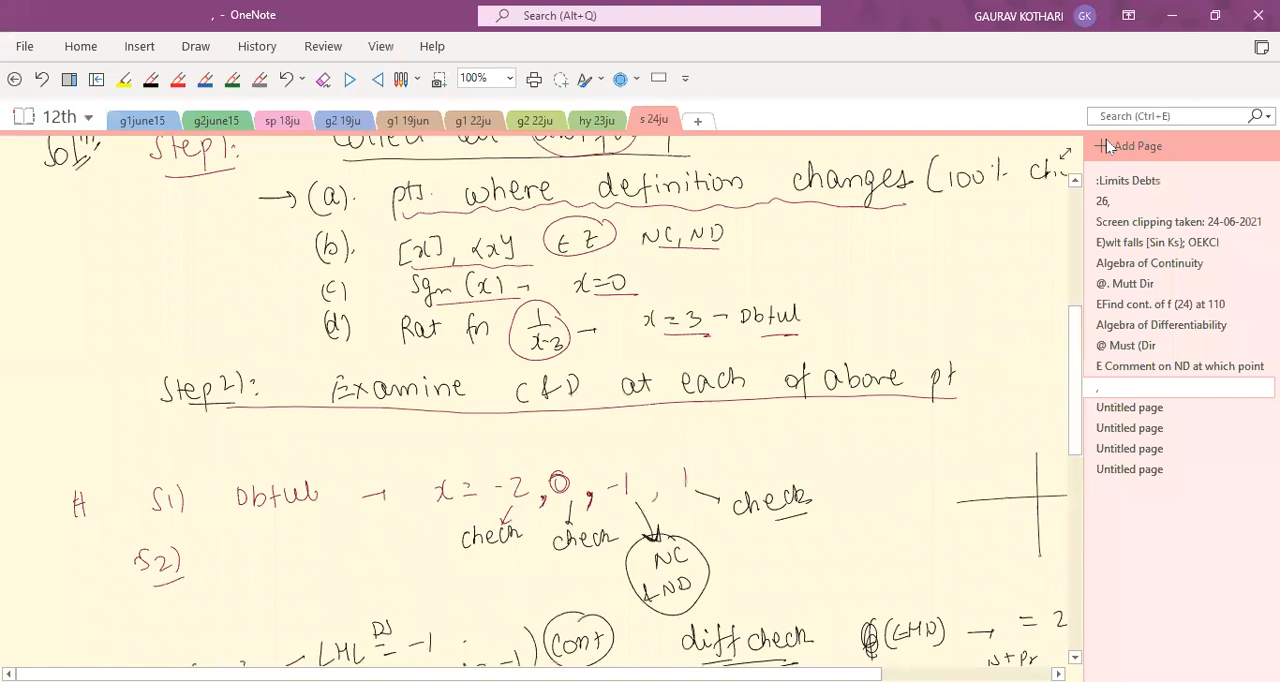 , - OneNote
Search (Alt+Q)
GAURAV KOTHARI GK
File Home Insert Draw History Review View Help
100%
12th g1june15 g2june15 sp 18ju g2 19ju g1 19jun g1 22ju g2 22ju hy 23ju s 24ju +
Search (Ctrl+E)
Add Page
:Limits Debts
26,
Screen clipping taken: 24-06-2021
E)wlt falls [Sin Ks]; OEKCI
Algebra of Continuity
@. Mutt Dir
EFind cont. of f (24) at 110
Algebra of Differentiability
@ Must (Dir
E Comment on ND at which point
,
Untitled page
Untitled page
Untitled page
Untitled page
Sol Step1:
→ (a). pts. where definition changes (100%
(b). [x], {x} ∈ Z NC, ND
(c) Sgn (x) → x=0
(d) Rat fn 1/x-3 → x=3 → Dbtul
Step2): Examine C&D at each of above pt
# S1) Dbtul → x = -2, 0, -1, 1 → check
check check NC & ND
S2)
LHL = -1 cont diff check (LHD) → = 2